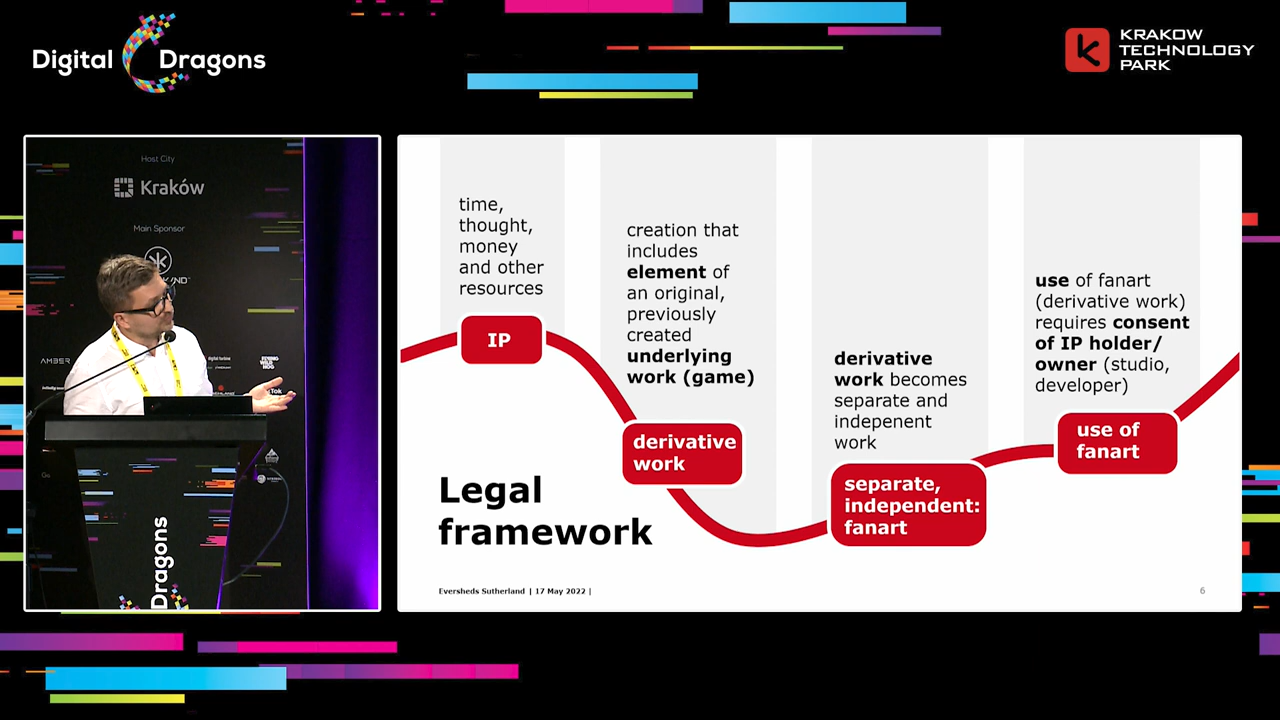 Digital Dragons
KRAKOW
TECHNOLOGY
PARK
Host City
Kraków
Main Sponsor
AMBER
Dragons
time,
thought,
money
and other
resources
IP
creation that
includes
element of
an original,
previously
created
underlying
work (game)
derivative
work
derivative
work becomes
separate and
indepenent
work
separate,
independent:
fanart
use of fanart
(derivative work)
requires consent
of IP holder/
owner (studio,
developer)
use of
fanart
Legal
framework
Eversheds Sutherland | 17 May 2022 |
6